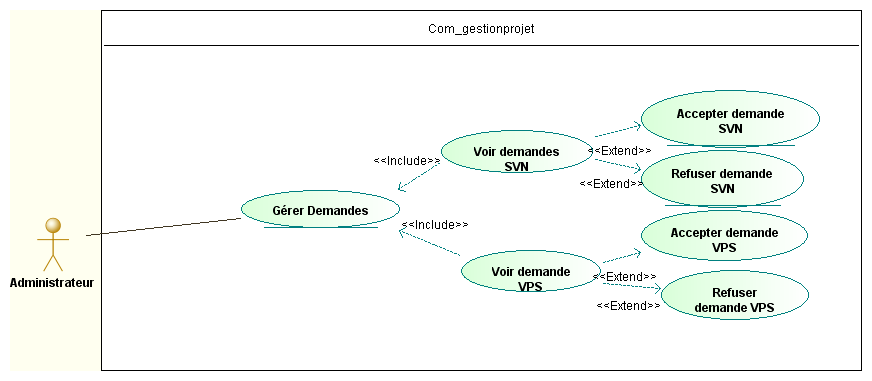 Com_gestionprojet
Accepter demande
SVN
<<Include>>
Voir demandes
SVN
<<Extend>>
Refuser demande
SVN
<<Extend>>
Gérer Demandes
<<Include>>
Accepter demande
VPS
Administrateur
Voir demande
VPS
<<Extend>>
<<Extend>>
Refuser
demande VPS